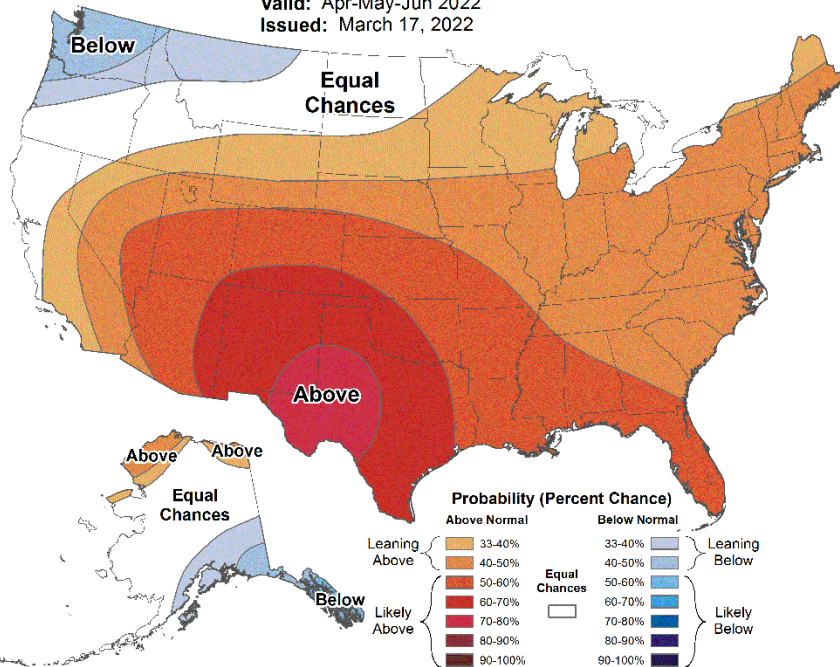 Valid: Apr-May-Jun 2022
Issued: March 17, 2022
Below
Equal
Chances
Above
Above
Above
Equal
Chances
Below
Probability (Percent Chance)
Above Normal
Below Normal
Leaning
Above
33-40%
40-50%
50-60%
60-70%
70-80%
80-90%
90-100%
Likely
Above
Equal
Chances
33-40%
40-50%
50-60%
60-70%
70-80%
80-90%
90-100%
Leaning
Below
Likely
Below